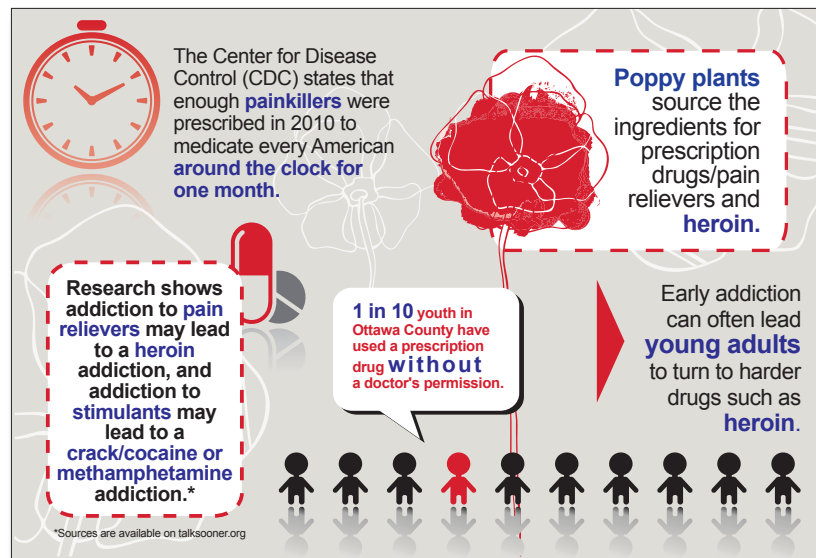 The Center for Disease
Control (CDC) states that
enough painkillers were
prescribed in 2010 to
medicate every American
around the clock for
one month.
Poppy plants
source the
ingredients for
prescription
drugs/pain
relievers and
heroin.
Research shows
addiction to pain
relievers may lead
to a heroin
addiction, and
addiction to
stimulants may
lead to a
crack/cocaine or
methamphetamine
addiction.*
1 in 10 youth in
Ottawa County have
used a prescription
drug without
a doctor's permission.
Early addiction
can often lead
young adults
to turn to harder
drugs such as
heroin.
*Sources are available on talksooner.org